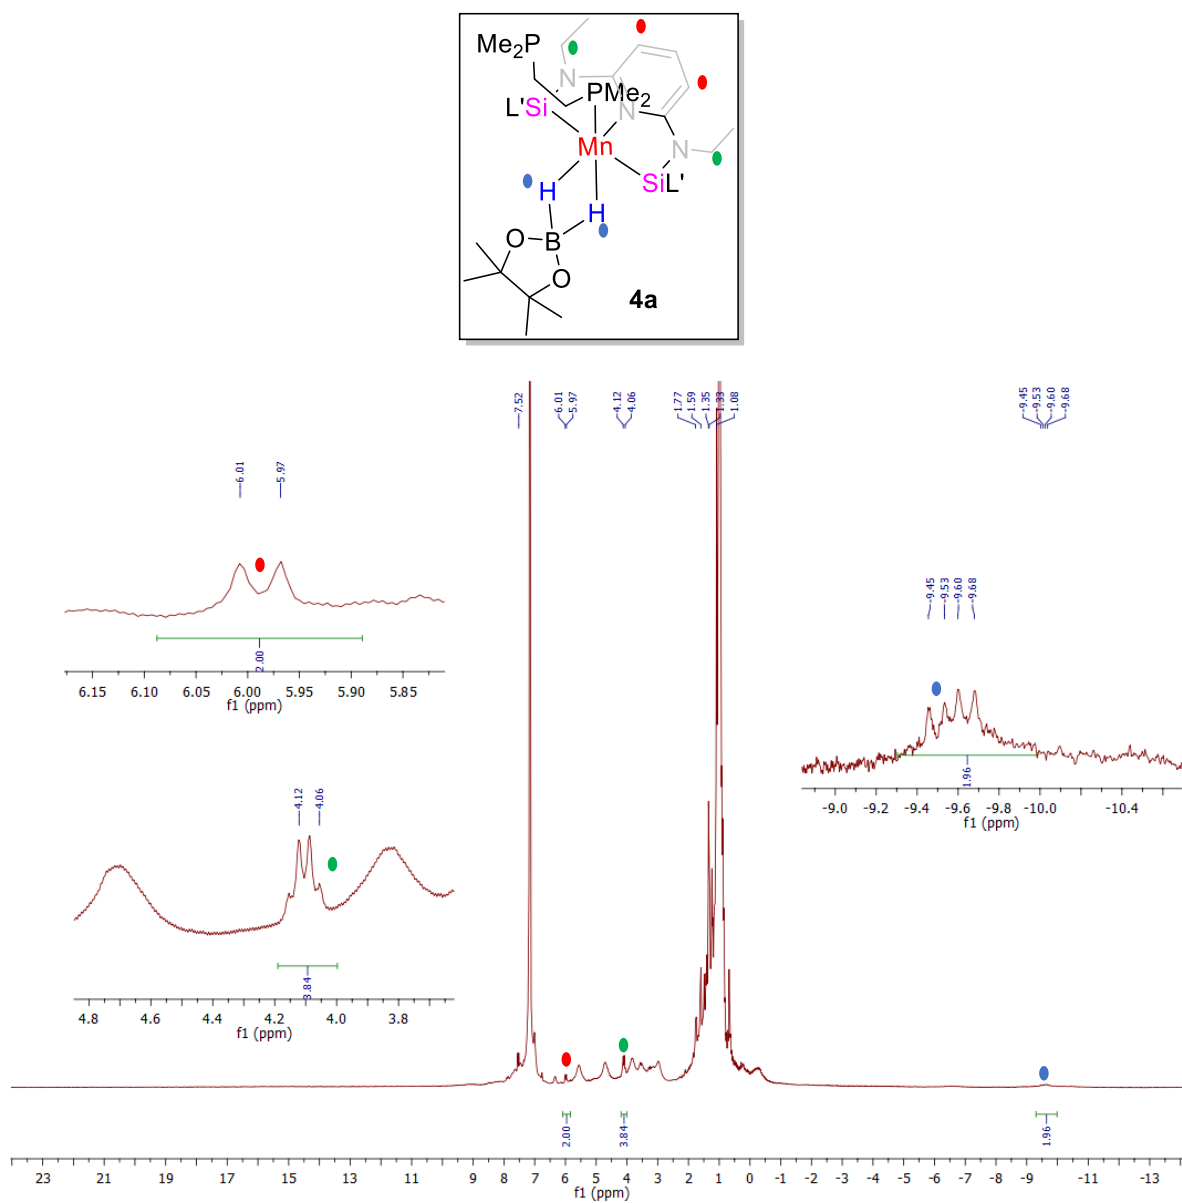 Me2P
N
PMe2
L'Si
N
N
Mn
SiL'
H
H
O
B
O
4a
7.52
6.01
5.97
4.12
4.06
1.77
1.59
1.35
1.33
1.08
-9.45
-9.53
-9.60
-9.68
6.01
5.97
2.00
6.15 6.10 6.05 6.00 5.95 5.90 5.85
f1 (ppm)
-9.45
-9.53
-9.60
-9.68
1.96
-9.0 -9.2 -9.4 -9.6 -9.8 -10.0 -10.4
f1 (ppm)
4.12
4.06
3.84
4.8 4.6 4.4 4.2 4.0 3.8
f1 (ppm)
2.00
3.84
1.96
23 21 19 17 15 13 11 9 8 7 6 5 4 3 2 1 0 -1 -2 -3 -4 -5 -6 -7 -8 -9 -11 -13
f1 (ppm)